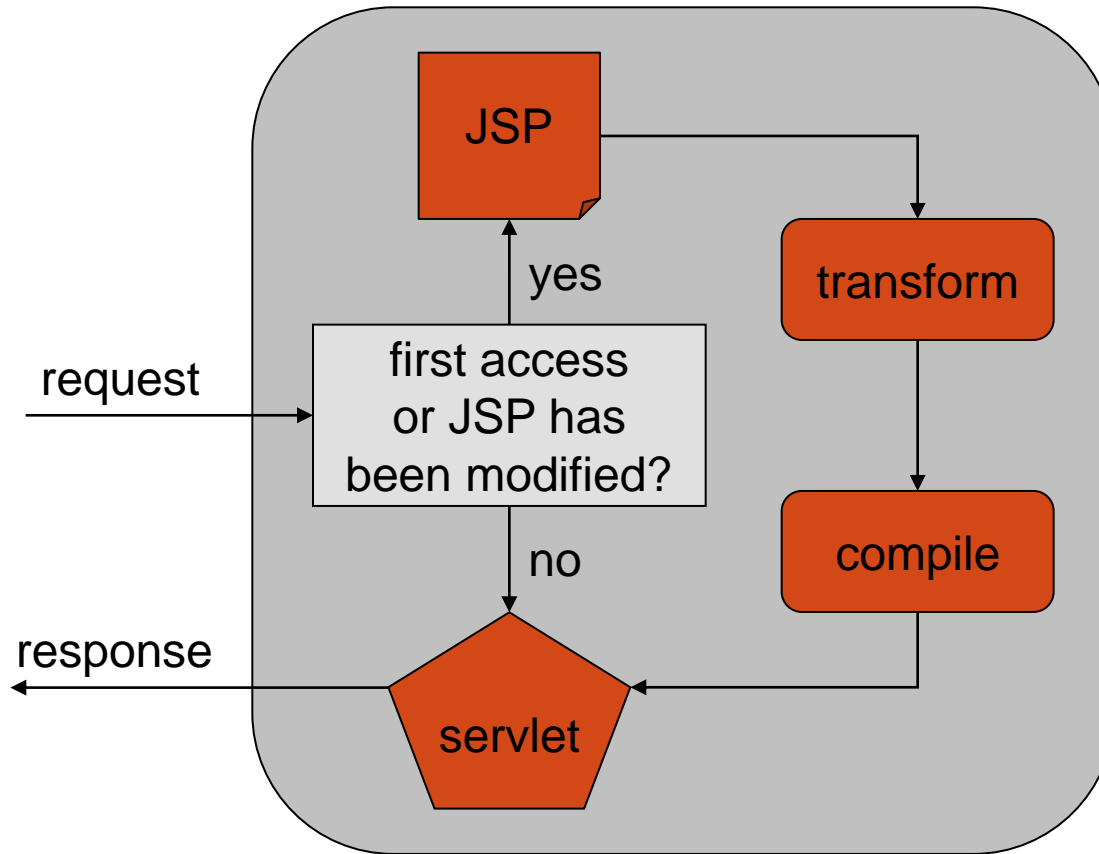 JSP
yes
transform
request
first access
or JSP has
been modified?
no
compile
response
servlet